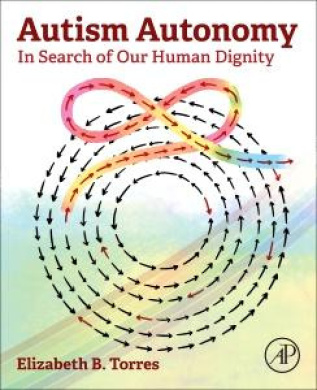 Autism Autonomy
In Search of Our Human Dignity
Elizabeth B. Torres
AP